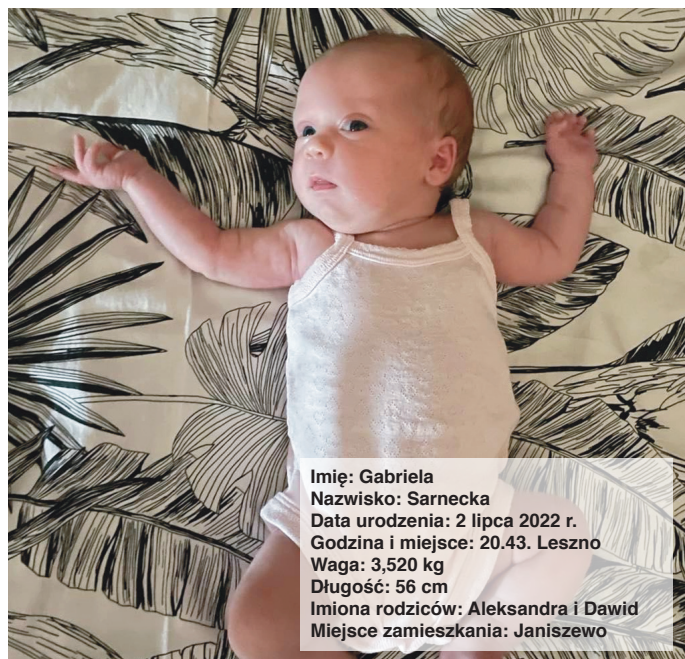 Imię: Gabriela
Nazwisko: Sarnecka
Data urodzenia: 2 lipca 2022 r.
Godzina i miejsce: 20.43. Leszno
Waga: 3,520 kg
Długość: 56 cm
Imiona rodziców: Aleksandra i Dawid
Miejsce zamieszkania: Janiszewo